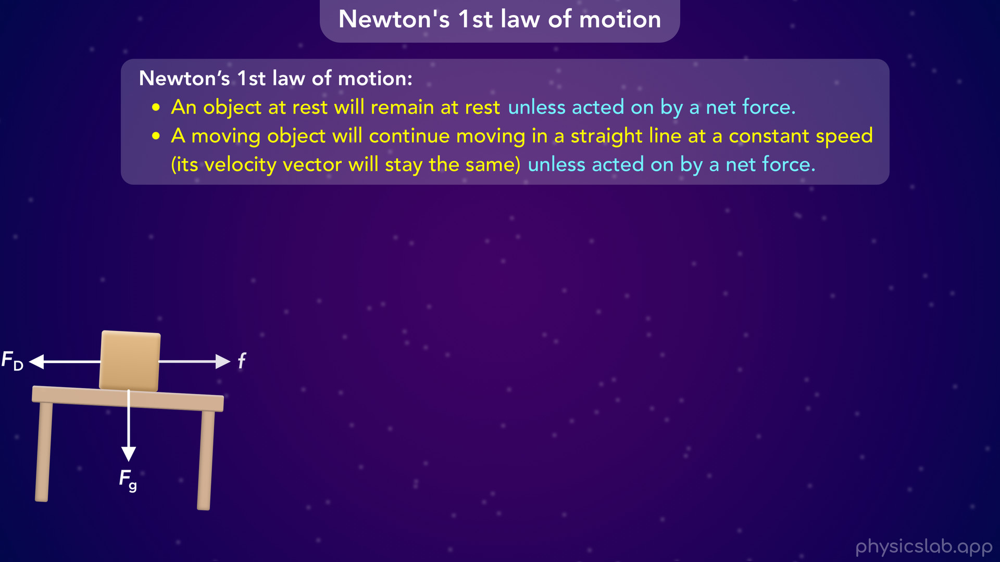 Newton's 1st law of motion
Newton’s 1st law of motion:
• An object at rest will remain at rest unless acted on by a net force.
• A moving object will continue moving in a straight line at a constant speed
(its velocity vector will stay the same) unless acted on by a net force.
FD f
Fg
physicslab.app